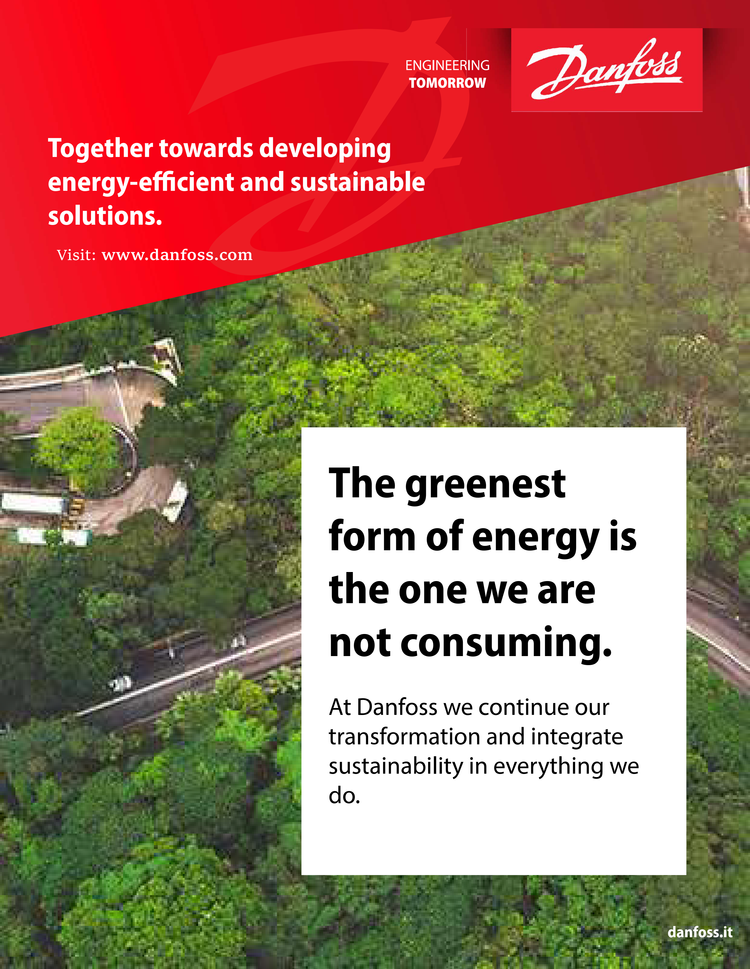 ENGINEERING
TOMORROW
Danfoss
Together towards developing
energy-efficient and sustainable
solutions.
Visit: www.danfoss.com
The greenest
form of energy is
the one we are
not consuming.
At Danfoss we continue our
transformation and integrate
sustainability in everything we
do.
danfoss.it